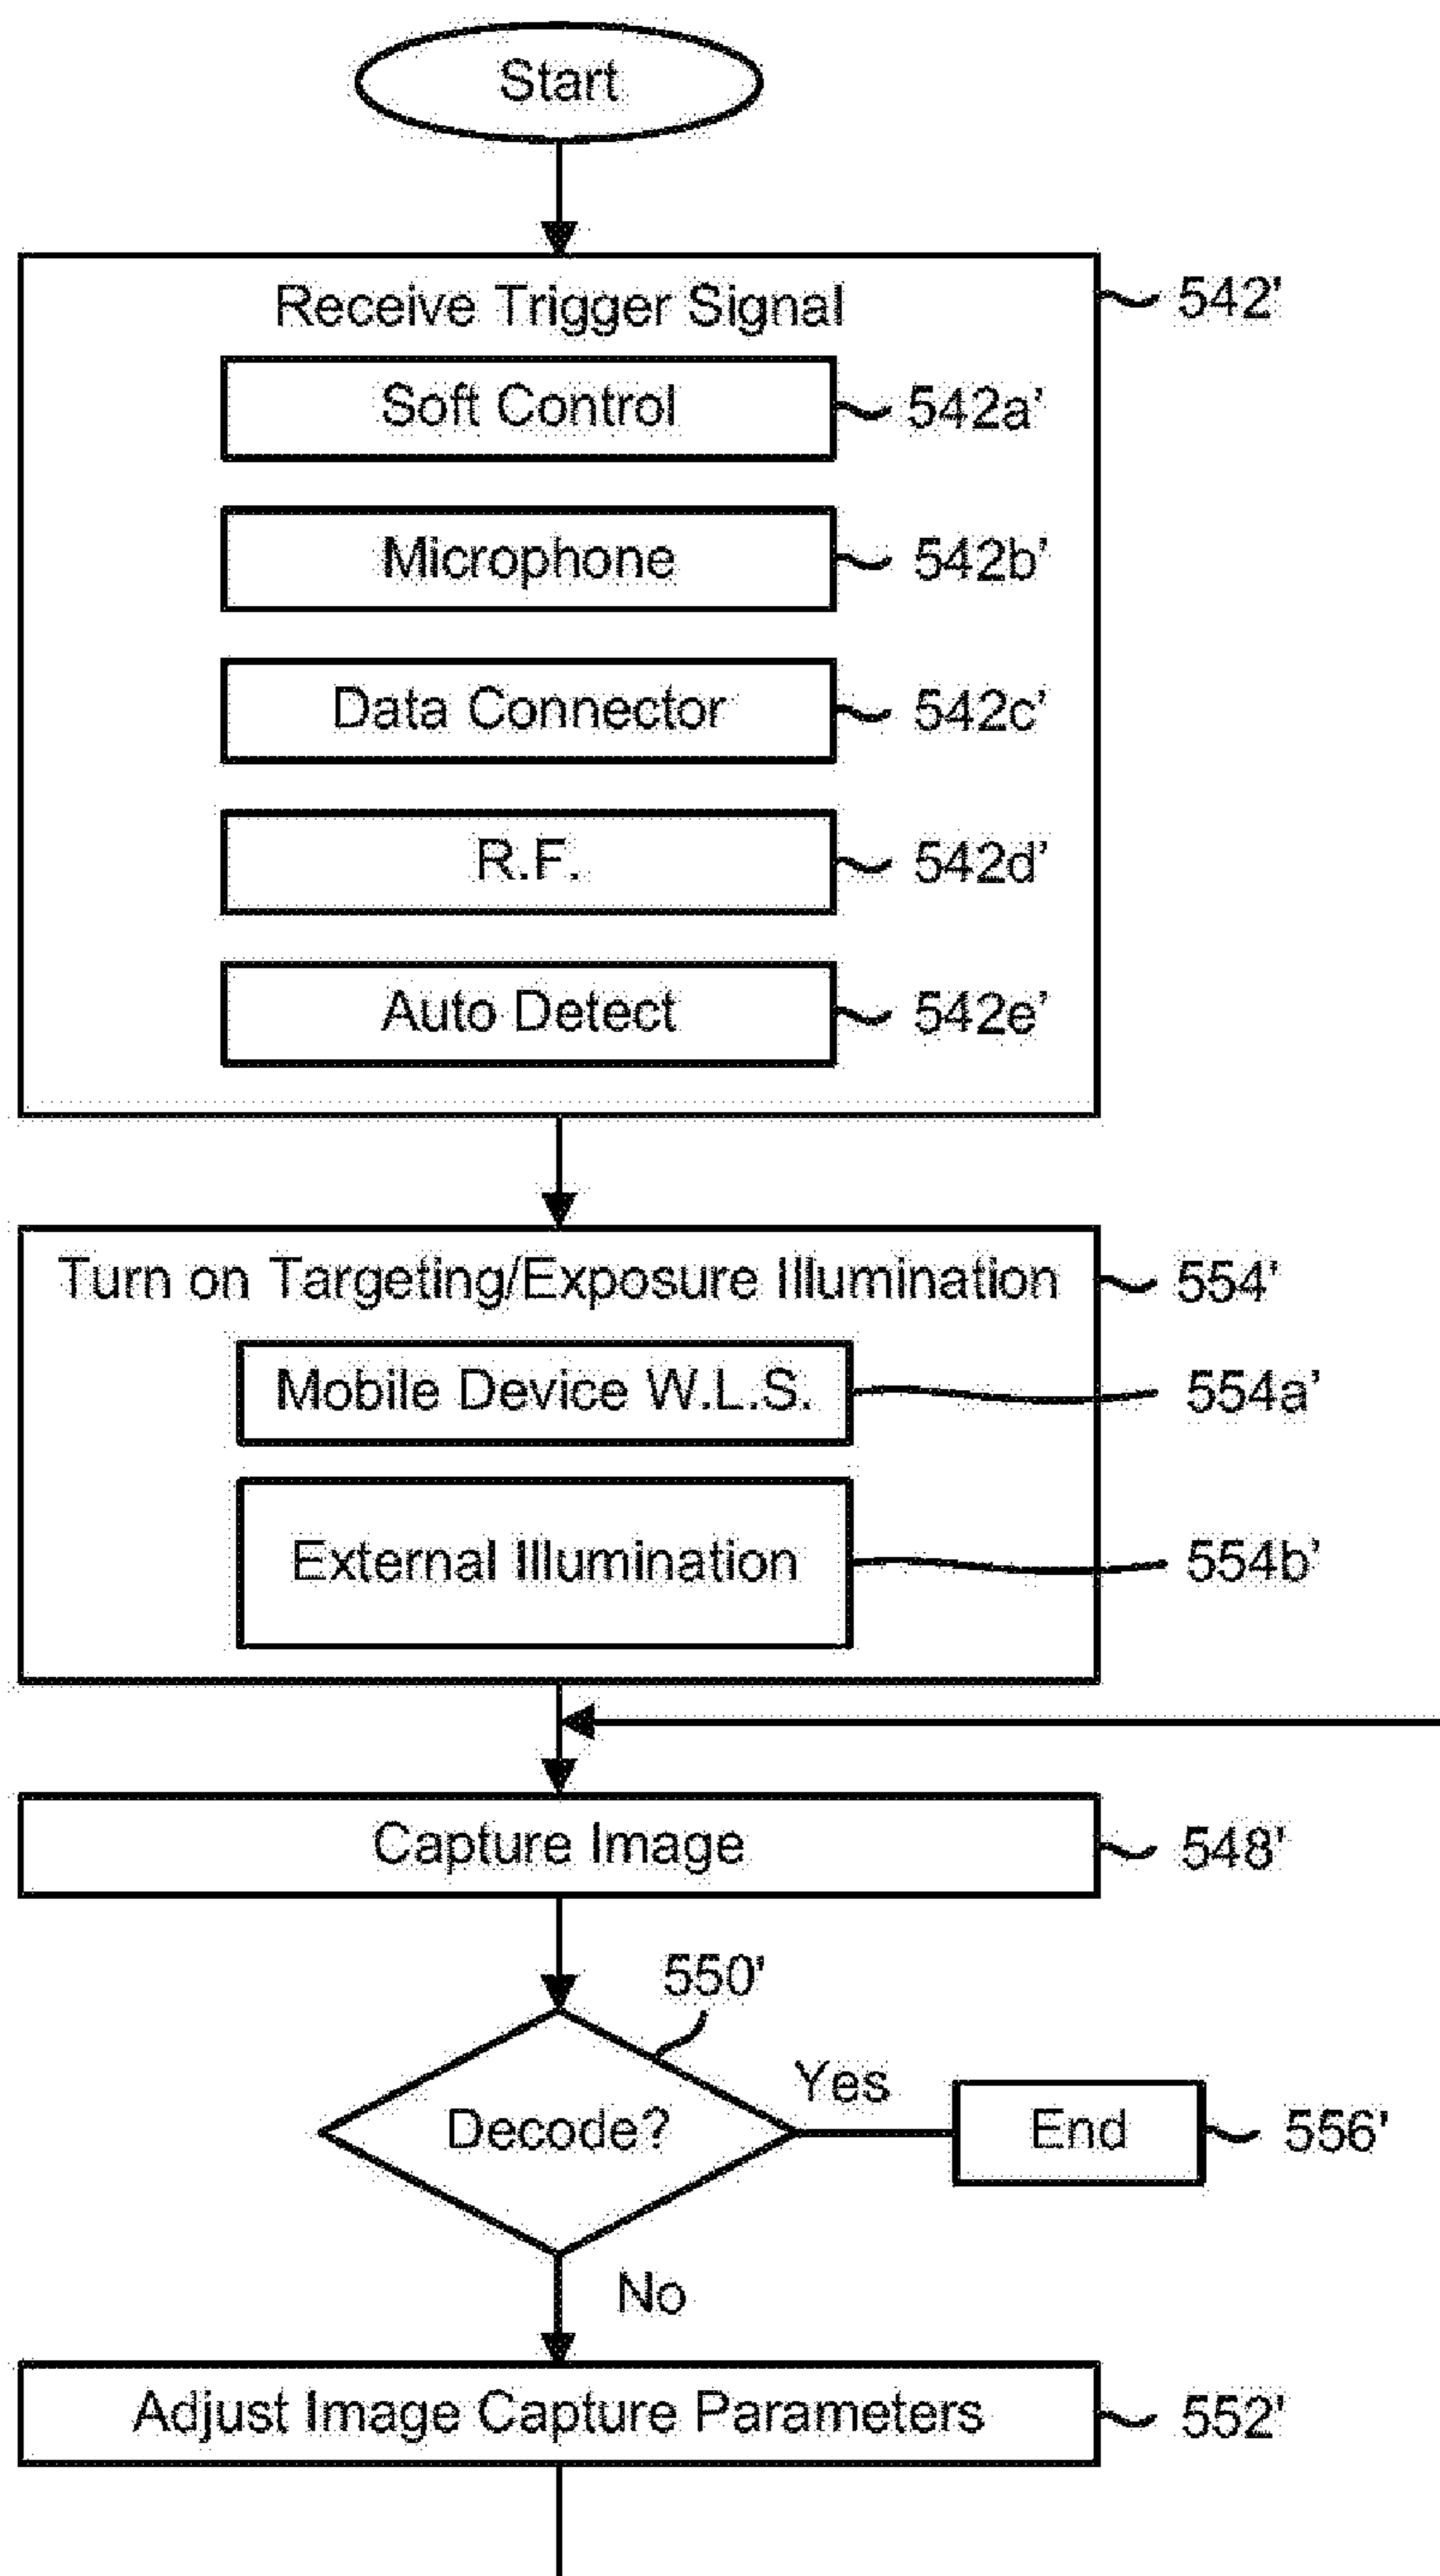 Start
Receive Trigger Signal
542'
Soft Control
542a’
Microphone
542b’
Data Connector
542c’
R.F.
542d’
Auto Detect
542e’
Turn on Targeting/Exposure Illumination
554'
Mobile Device W.L.S.
554a’
External Illumination
554b’
Capture Image
548'
550'
Decode?
Yes
End
556'
No
Adjust Image Capture Parameters
552'